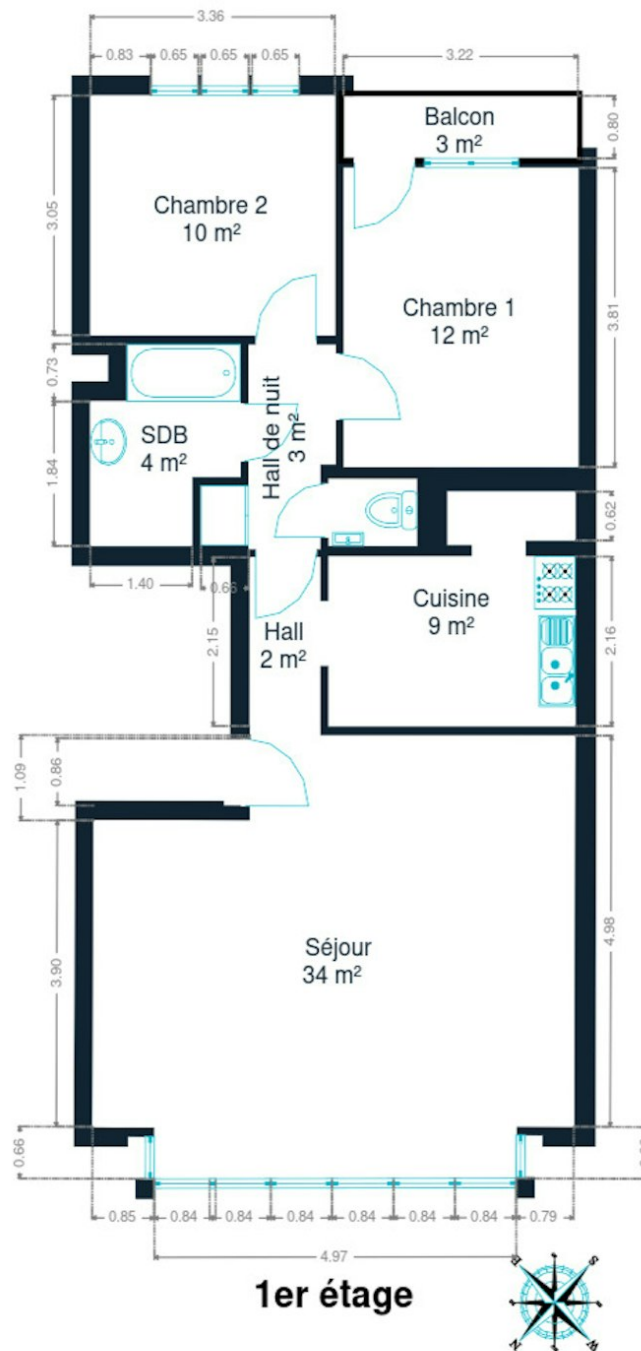 3.36
0.83 0.65 0.65 0.65
3.22
Balcon
3 m²
0.80
Chambre 2
10 m²
3.05
Chambre 1
12 m²
3.81
0.73
Hall de nuit
3 m²
SDB
4 m²
1.84
0.62
1.40
0.66
Cuisine
9 m²
Hall
2 m²
2.15
2.16
1.09
0.86
Séjour
34 m²
3.90
4.98
0.66
0.85 0.84 0.84 0.84 0.84 0.84 0.84 0.79
4.97
1er étage
S
N